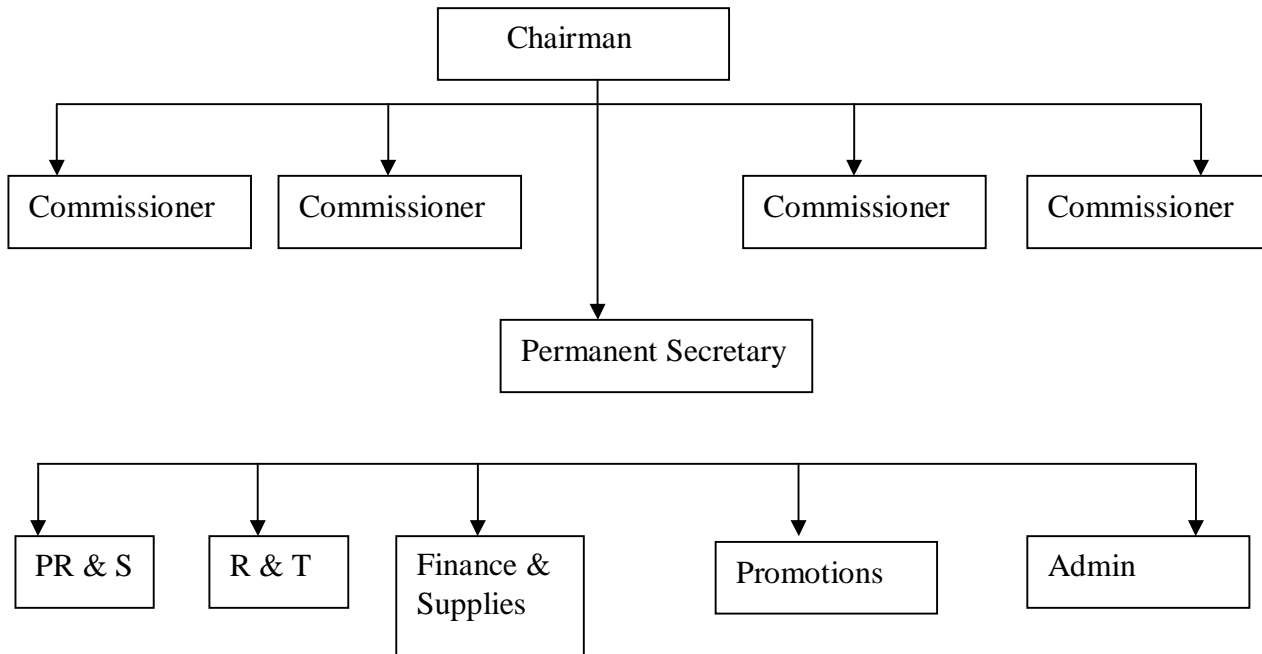 Chairman
Commissioner
Commissioner
Commissioner
Commissioner
Permanent Secretary
PR & S
R & T
Finance &
Supplies
Promotions
Admin